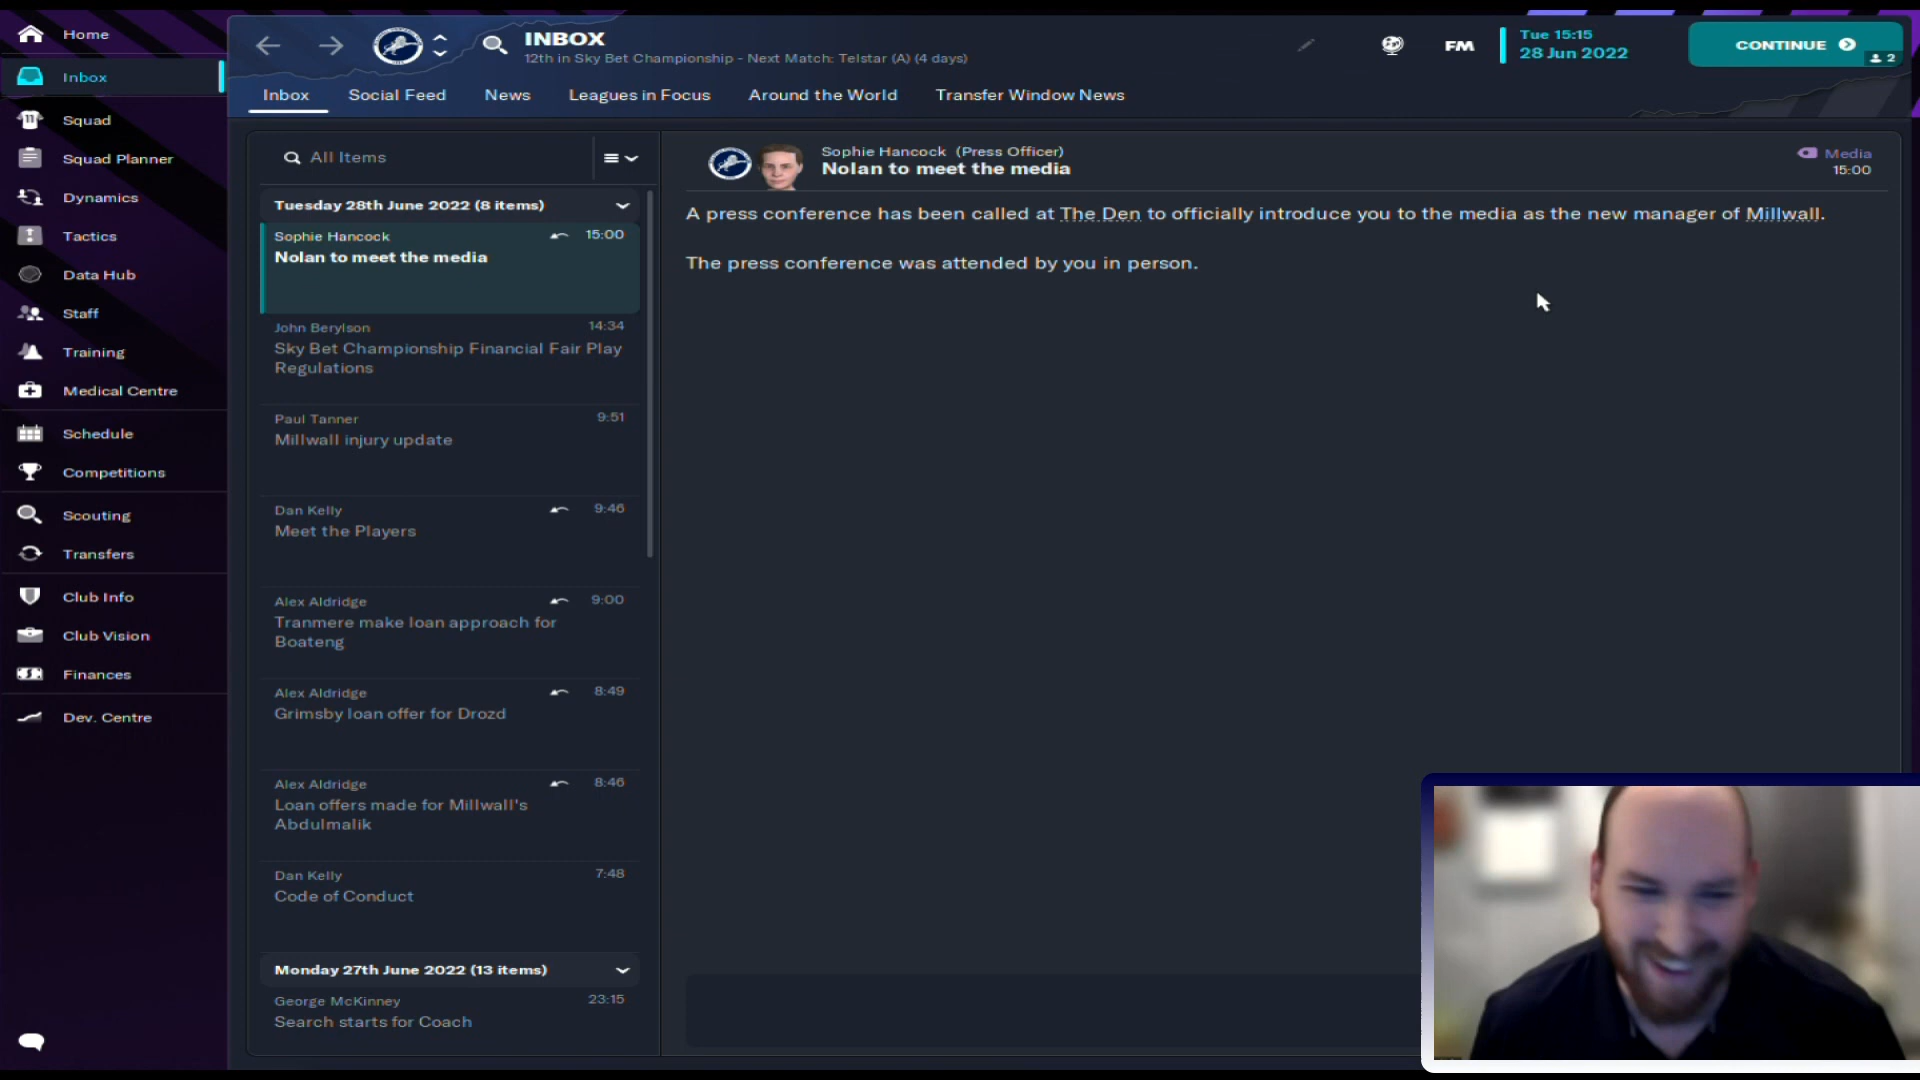 Home
Inbox
Squad
Squad Planner
Dynamics
Tactics
Data Hub
Staff
Training
Medical Centre
Schedule
Competitions
Scouting
Transfers
Club Info
Club Vision
Finances
Dev. Centre
INBOX
12th in Sky Bet Championship - Next Match: Telstar (A) (4 days)
FM
Tue 15:15
28 Jun 2022
CONTINUE
2
Inbox
Social Feed
News
Leagues in Focus
Around the World
Transfer Window News
All Items
Tuesday 28th June 2022 (8 items)
Sophie Hancock
15:00
Nolan to meet the media
John Berylson
14:34
Sky Bet Championship Financial Fair Play
Regulations
Paul Tanner
9:51
Millwall injury update
Dan Kelly
9:46
Meet the Players
Alex Aldridge
9:00
Tranmere make loan approach for
Boateng
Alex Aldridge
8:49
Grimsby loan offer for Drozd
Alex Aldridge
8:46
Loan offers made for Millwall's
Abdulmalik
Dan Kelly
7:48
Code of Conduct
Monday 27th June 2022 (13 items)
George McKinney
23:15
Search starts for Coach
Sophie Hancock (Press Officer)
Nolan to meet the media
Media
15:00
A press conference has been called at The Den to officially introduce you to the media as the new manager of Millwall.
The press conference was attended by you in person.